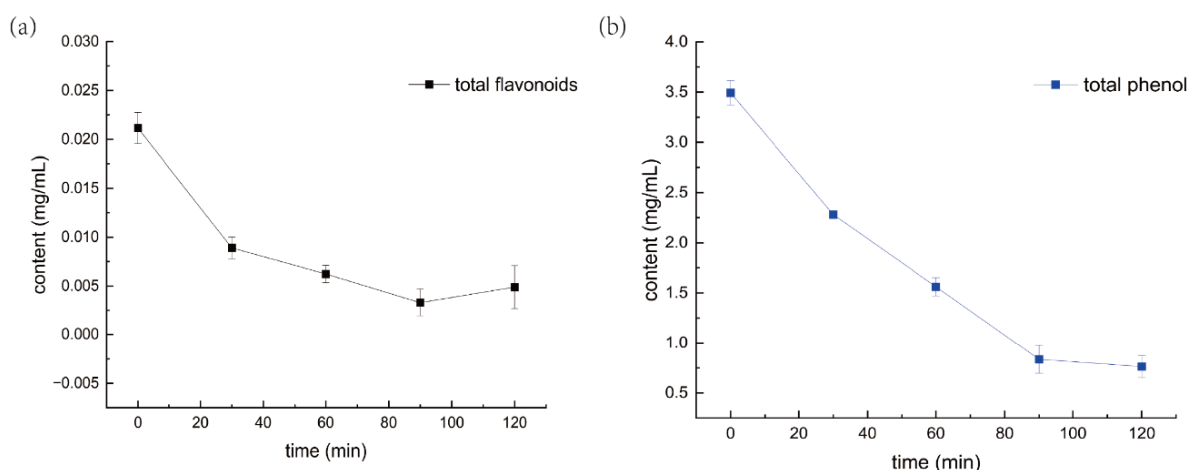 (a)
0.030
0.025
0.020
0.015
0.010
0.005
0.000
−0.005
content (mg/mL)
total flavonoids
0 20 40 60 80 100 120
time (min)
(b)
4.0
3.5
3.0
2.5
2.0
1.5
1.0
0.5
content (mg/mL)
total phenol
0 20 40 60 80 100 120
time (min)